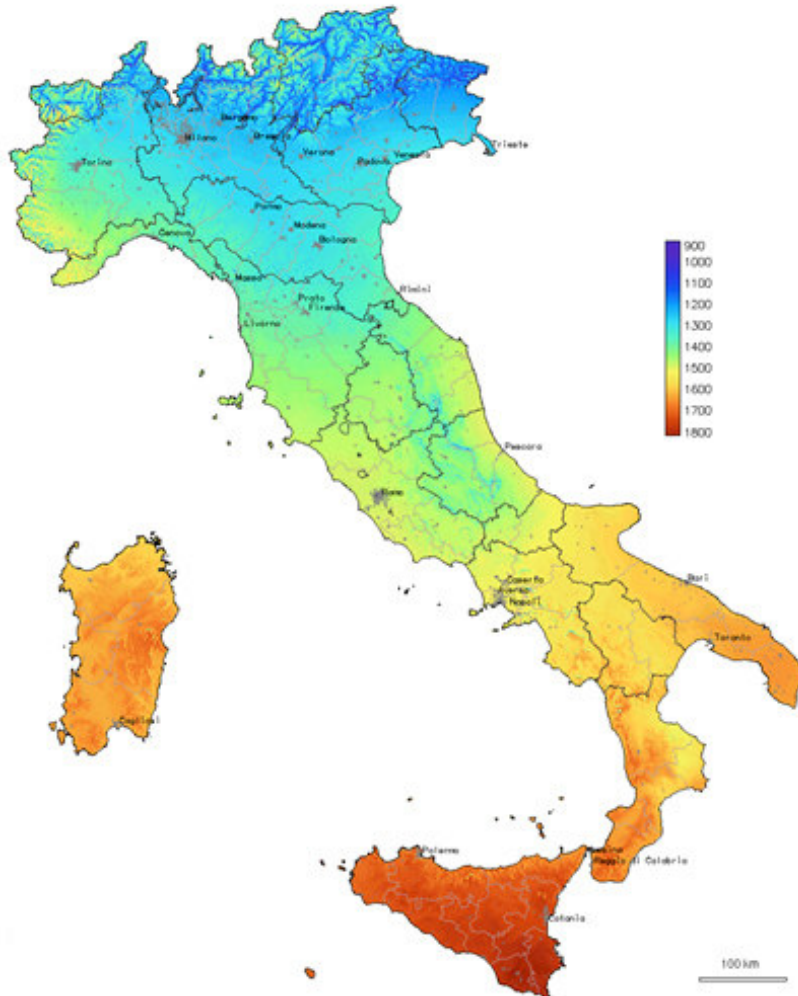 Bergamo
Milano
Brescia
Trieste
Verona
Venezia
Padova
Torino
Parma
Modena
Genova
Bologna
Massa
Rimini
Prato
Firenze
Livorno
900
1000
1100
1200
1300
1400
1500
1600
1700
1800
Pescara
Roma
Caserta
Bari
Napoli
Taranto
Cagliari
Palermo
Messina
Reggio di Calabria
Catania
100 km